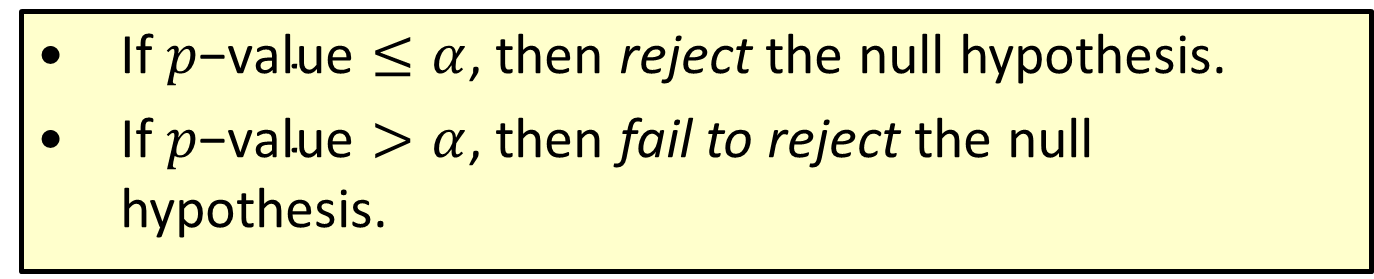 • If 𝑝−value ≤ 𝛼, then reject the null hypothesis.
• If 𝑝−value > 𝛼, then fail to reject the null
hypothesis.